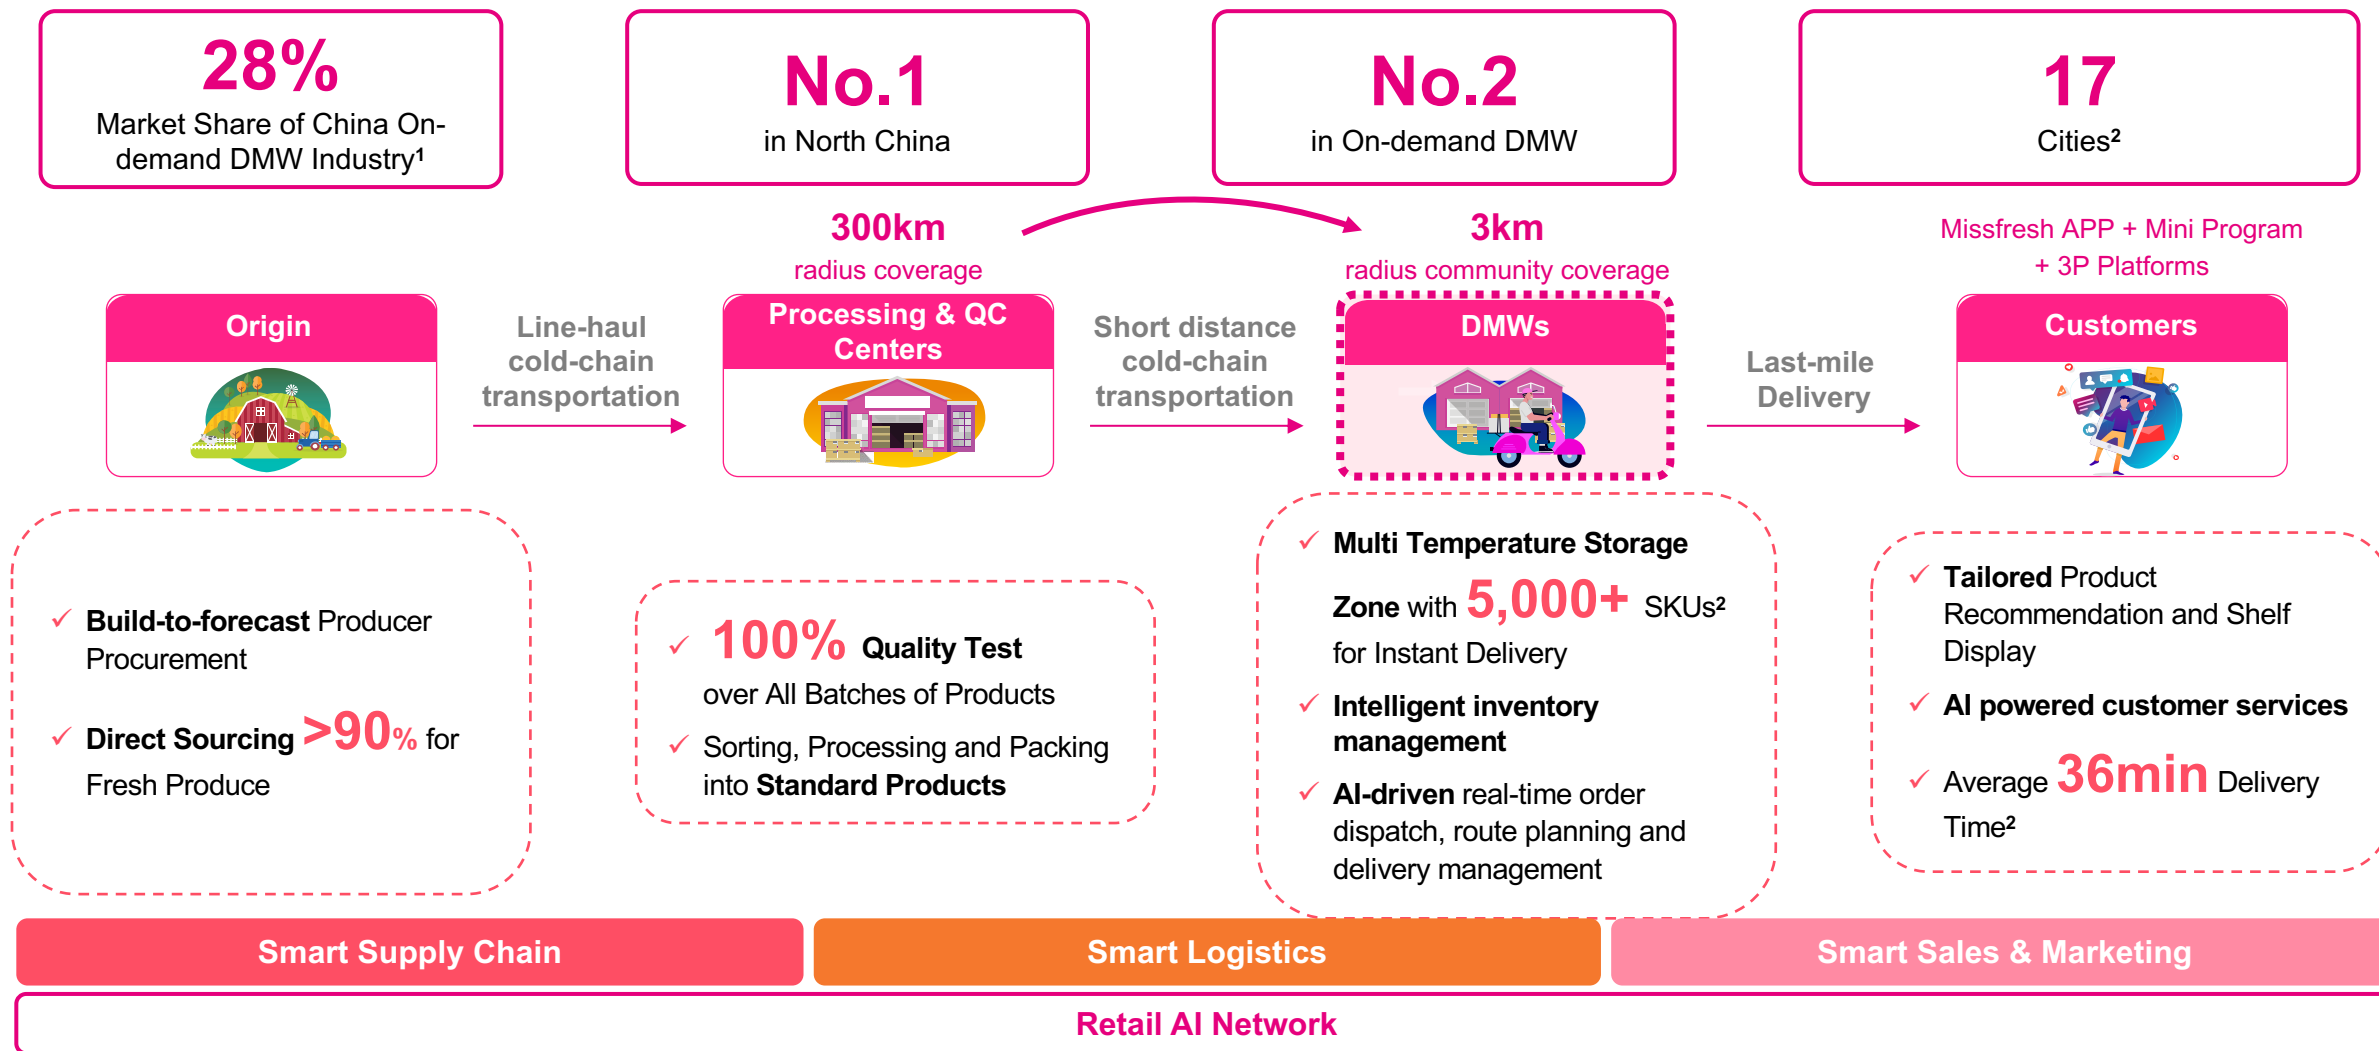 28%
Market Share of China On-
demand DMW Industry¹
No.1
in North China
No.2
in On-demand DMW
17
Cities²
300km
radius coverage
3km
radius community coverage
Missfresh APP + Mini Program
+ 3P Platforms
Origin
Line-haul
cold-chain
transportation
Processing & QC
Centers
Short distance
cold-chain
transportation
DMWs
Last-mile
Delivery
Customers
✓ Build-to-forecast Producer
Procurement
✓ Direct Sourcing >90% for
Fresh Produce
✓ 100% Quality Test
over All Batches of Products
✓ Sorting, Processing and Packing
into Standard Products
✓ Multi Temperature Storage
Zone with 5,000+ SKUs²
for Instant Delivery
✓ Intelligent inventory
management
✓ AI-driven real-time order
dispatch, route planning and
delivery management
✓ Tailored Product
Recommendation and Shelf
Display
✓ AI powered customer services
✓ Average 36min Delivery
Time²
Smart Supply Chain
Smart Logistics
Smart Sales & Marketing
Retail AI Network